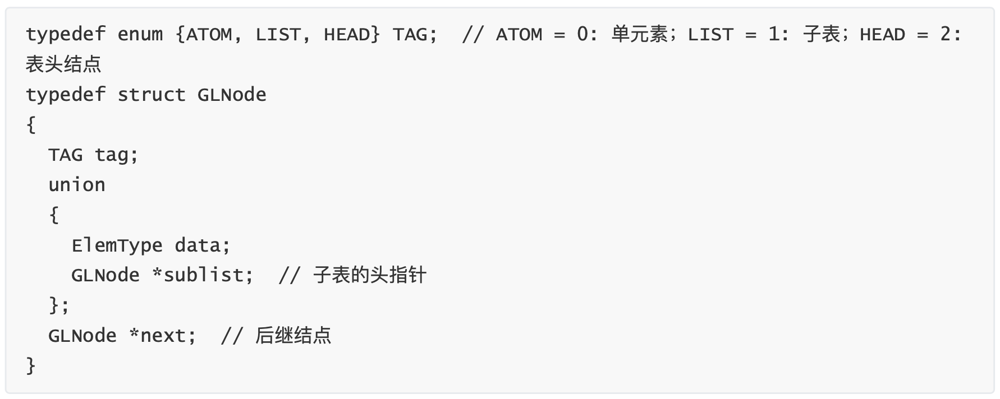 typedef enum {ATOM, LIST, HEAD} TAG;  // ATOM = 0: 单元素；LIST = 1: 子表；HEAD = 2:
表头结点
typedef struct GLNode
{
  TAG tag;
  union
  {
    ElemType data;
    GLNode *sublist;  // 子表的头指针
  };
  GLNode *next;  // 后继结点
}